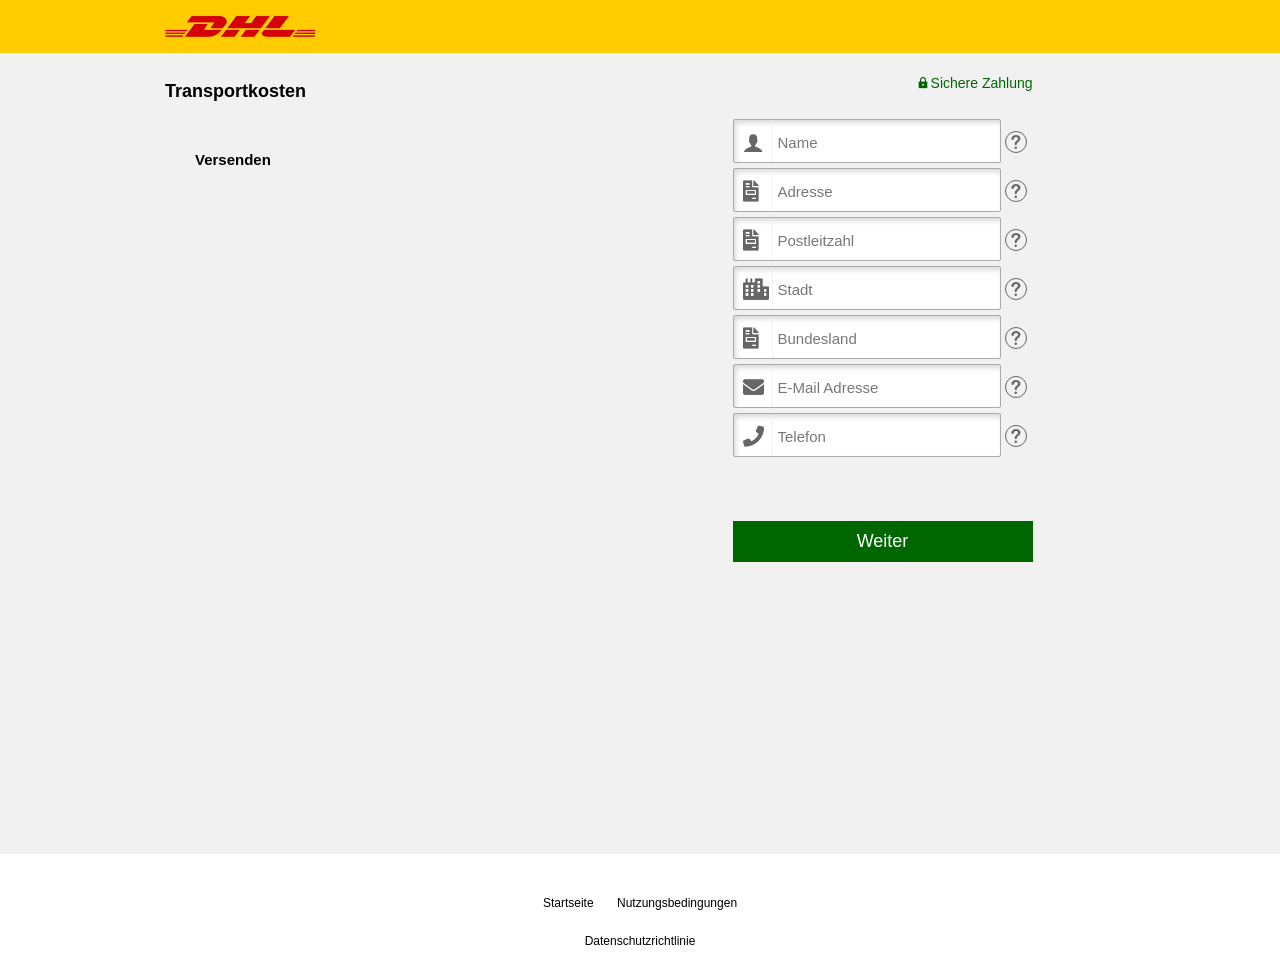 DHL
Transportkosten
Sichere Zahlung
Versenden
Name
Adresse
Postleitzahl
Stadt
Bundesland
E-Mail Adresse
Telefon
Weiter
Startseite Nutzungsbedingungen
Datenschutzrichtlinie